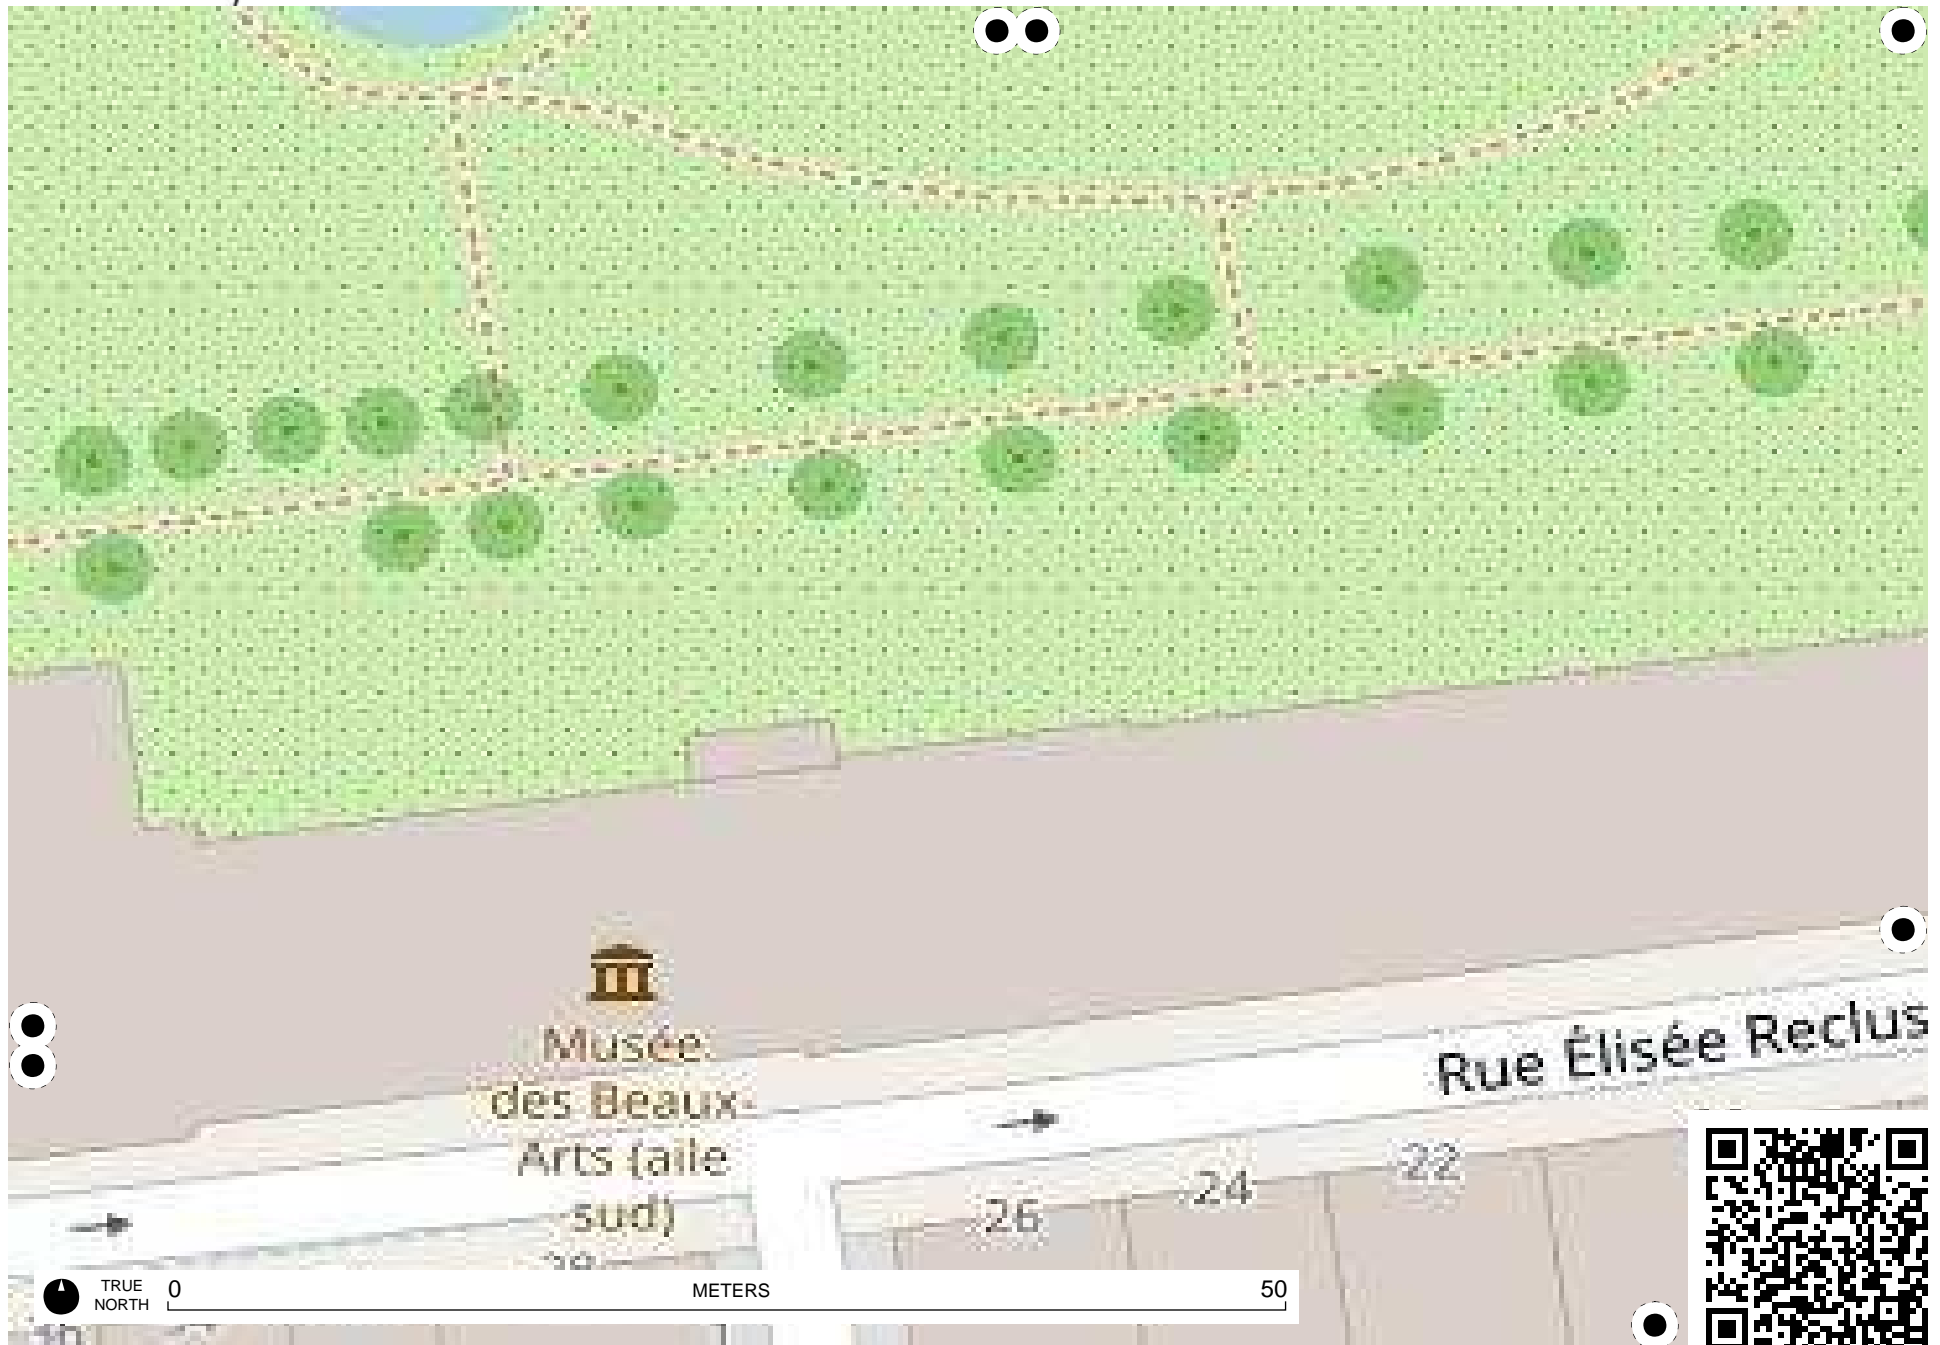 Rue Élisée Reclus
Musée
des Beaux-
Arts (aile
sud)
22
24
26
TRUE
NORTH
0
METERS
50